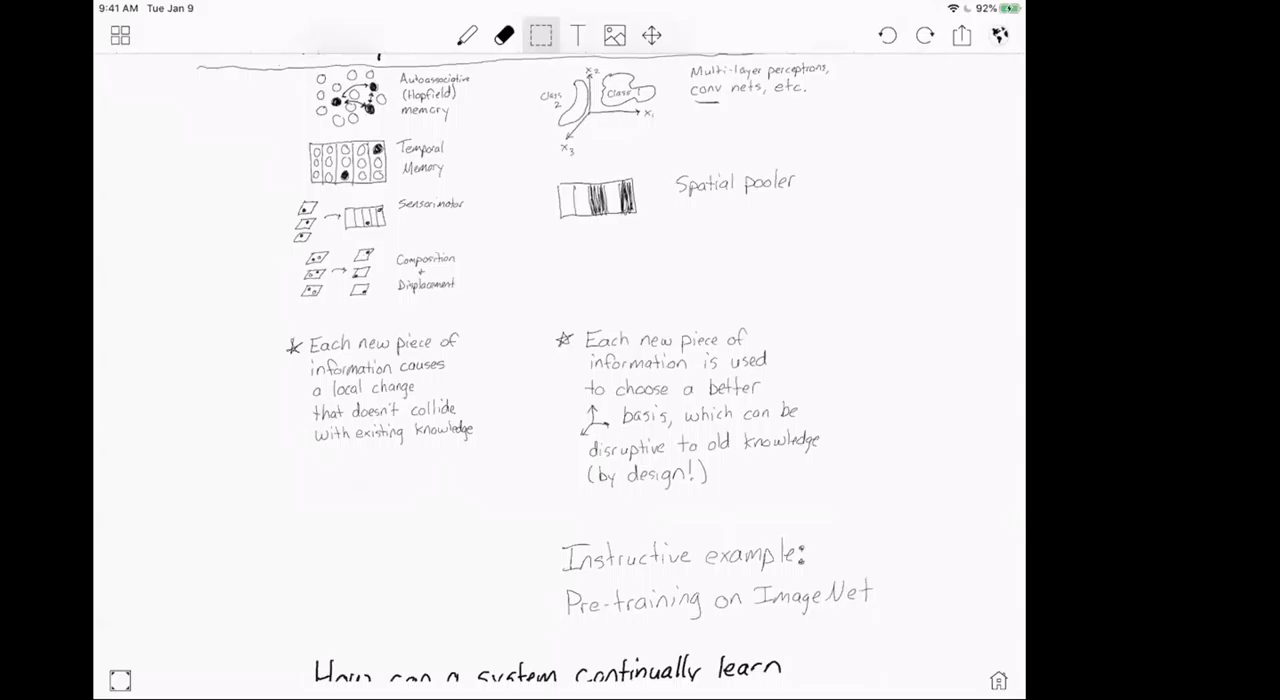 9:41 AM Tue Jan 9
92%
T
Autoassociative
(Hopfield)
memory
Temporal
Memory
Sensorimotor
Composition
+
Displacement
* Each new piece of
information causes
a local change
that doesn't collide
with existing knowledge
x2
Class
2
Class 1
x1
x3
Multi-layer perceptrons,
conv nets, etc.
Spatial pooler
☆ Each new piece of
information is used
to choose a better
basis, which can be
disruptive to old knowledge
(by design!)
Instructive example:
Pre-training on ImageNet
How can a system continually learn